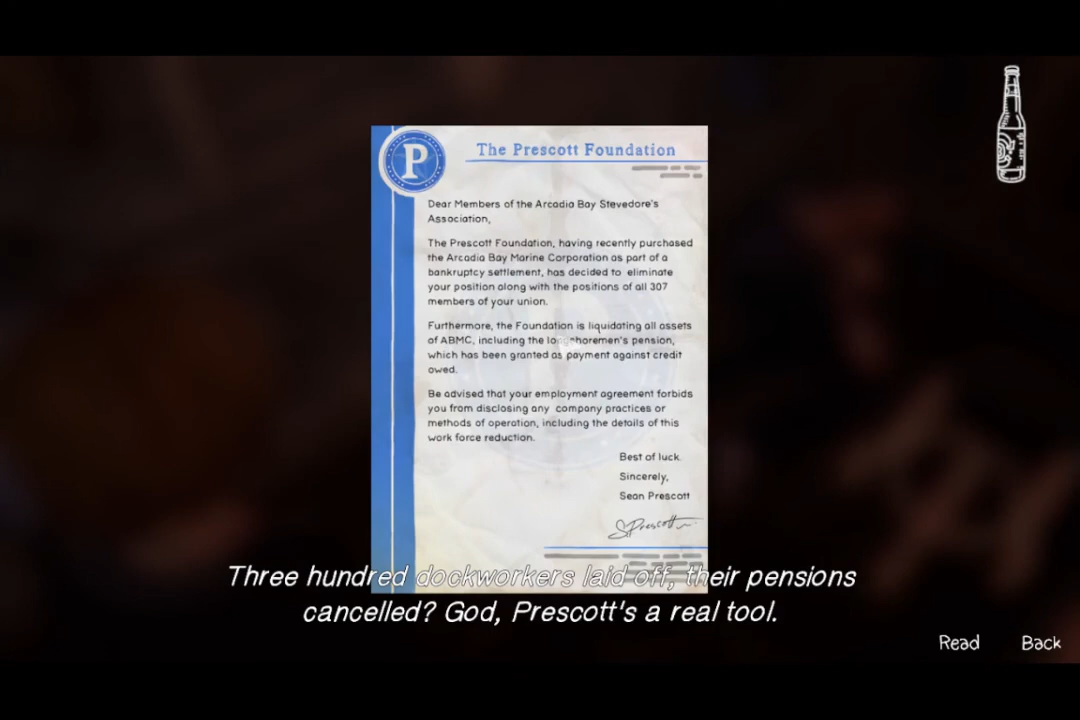 P
The Prescott Foundation
Dear Members of the Arcadia Bay Stevedore's
Association,
The Prescott Foundation, having recently purchased
the Arcadia Bay Marine Corporation as part of a
bankruptcy settlement, has decided to eliminate
your position along with the positions of all 307
members of your union.
Furthermore, the Foundation is liquidating all assets
of ABMC, including the longshoremen's pension,
which has been granted as payment against credit
owed.
Be advised that your employment agreement forbids
you from disclosing any company practices or
methods of operation, including the details of this
work force reduction.
Best of luck.
Sincerely,
Sean Prescott
SPrescott
Three hundred dockworkers laid off, their pensions
cancelled? God, Prescott's a real tool.
Read Back